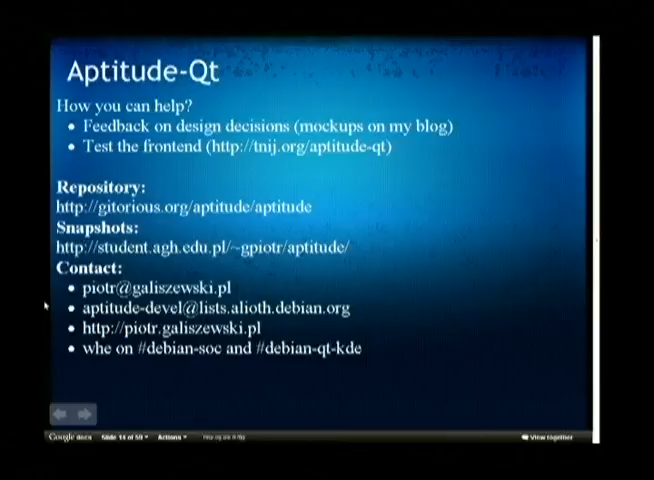 Aptitude-Qt
How you can help?
• Feedback on design decisions (mockups on my blog)
• Test the frontend (http://tnij.org/aptitude-qt)
Repository:
http://gitorious.org/aptitude/aptitude
Snapshots:
http://student.agh.edu.pl/~gpiotr/aptitude/
Contact:
• piotr@galiszewski.pl
• aptitude-devel@lists.alioth.debian.org
• http://piotr.galiszewski.pl
• whe on #debian-soc and #debian-qt-kde
Google docs Slide 14 of 59 Actions View together